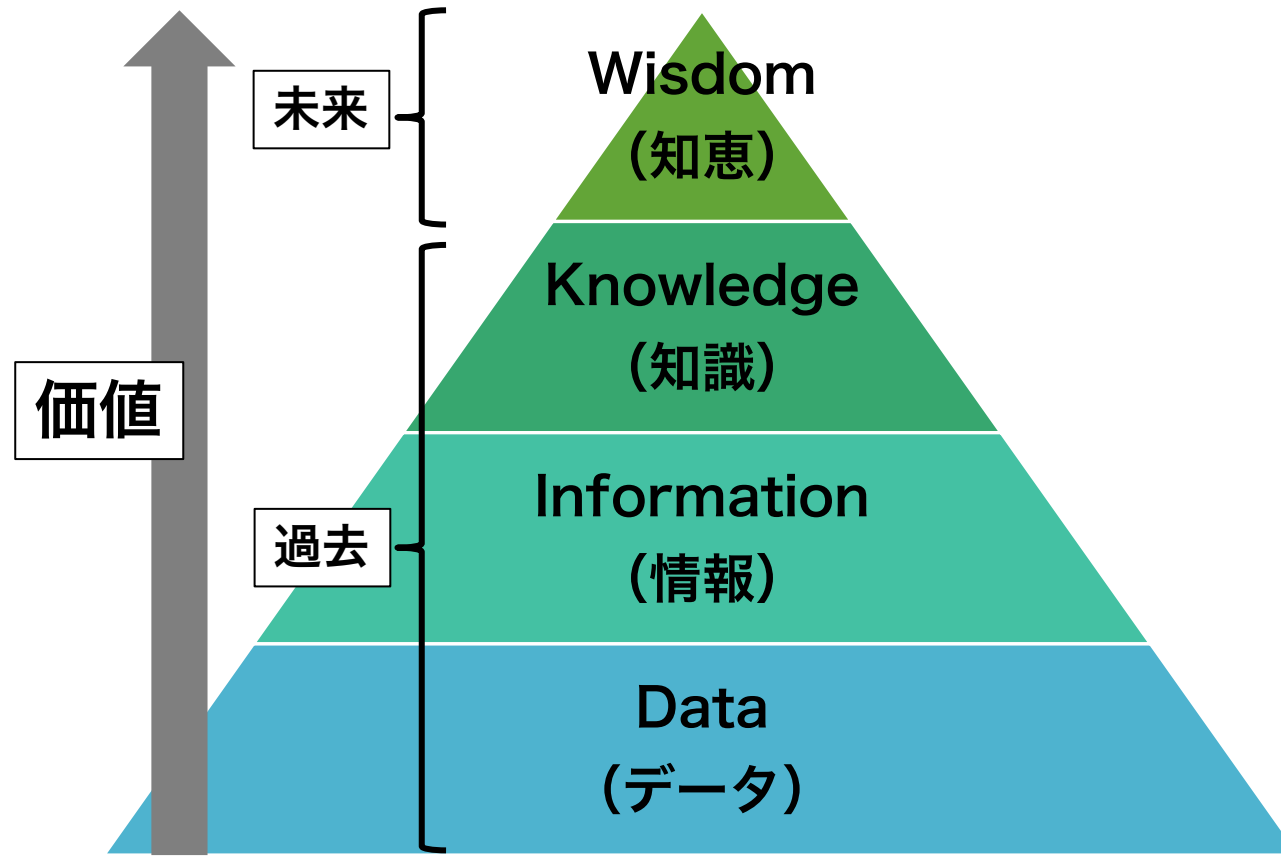 未来
Wisdom
（知恵）
Knowledge
（知識）
価値
Information
（情報）
過去
Data
（データ）